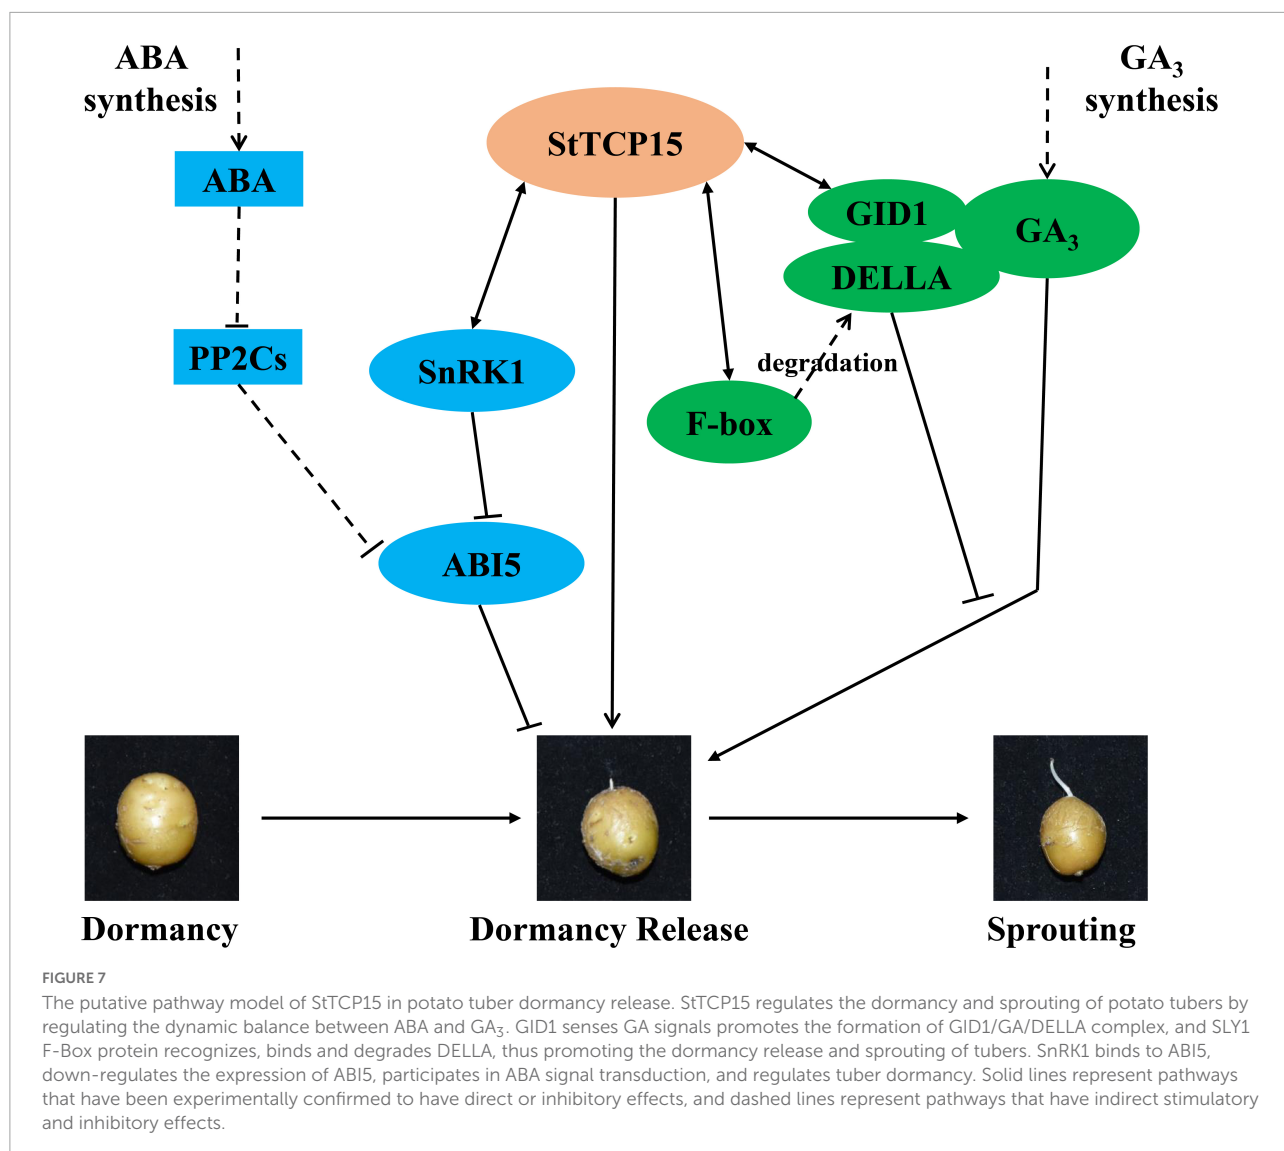 ABA
synthesis
GA₃
synthesis
StTCP15
ABA
GID1
GA₃
DELLA
PP2Cs
SnRK1
degradation
F-box
ABI5
Dormancy
Dormancy Release
Sprouting
FIGURE 7
The putative pathway model of StTCP15 in potato tuber dormancy release. StTCP15 regulates the dormancy and sprouting of potato tubers by
regulating the dynamic balance between ABA and GA₃. GID1 senses GA signals promotes the formation of GID1/GA/DELLA complex, and SLY1
F-Box protein recognizes, binds and degrades DELLA, thus promoting the dormancy release and sprouting of tubers. SnRK1 binds to ABI5,
down-regulates the expression of ABI5, participates in ABA signal transduction, and regulates tuber dormancy. Solid lines represent pathways
that have been experimentally confirmed to have direct or inhibitory effects, and dashed lines represent pathways that have indirect stimulatory
and inhibitory effects.